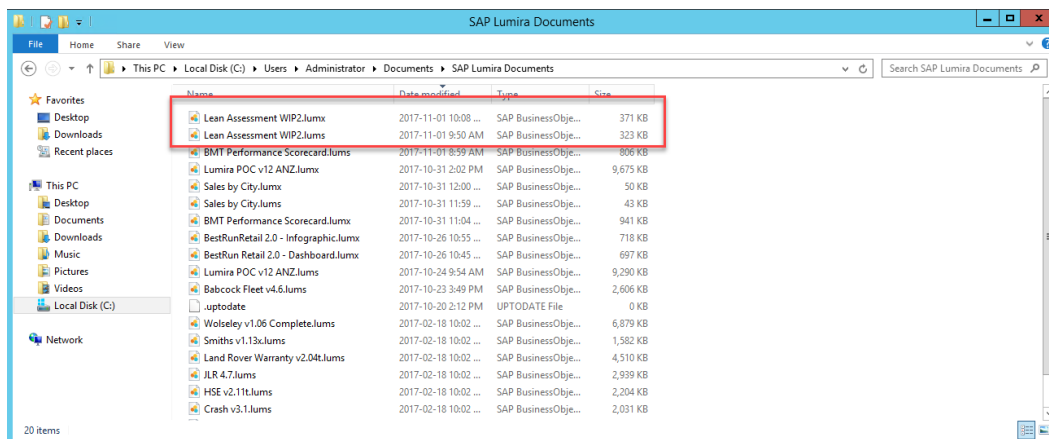 SAP Lumira Documents
File Home Share View
This PC Local Disk (C:) Users Administrator Documents SAP Lumira Documents Search SAP Lumira Documents
Favorites
Desktop
Downloads
Recent places
This PC
Desktop
Documents
Downloads
Music
Pictures
Videos
Local Disk (C:)
Network
Name Date modified Type Size
Lean Assessment WIP2.lumx 2017-11-01 10:08 ... SAP BusinessObje... 371 KB
Lean Assessment WIP2.lums 2017-11-01 9:50 AM SAP BusinessObje... 323 KB
BMT Performance Scorecard.lums 2017-11-01 8:59 AM SAP BusinessObje... 806 KB
Lumira POC v12 ANZ.lumx 2017-10-31 2:02 PM SAP BusinessObje... 9,675 KB
Sales by City.lumx 2017-10-31 12:00 ... SAP BusinessObje... 50 KB
Sales by City.lums 2017-10-31 11:59 ... SAP BusinessObje... 43 KB
BMT Performance Scorecard.lumx 2017-10-31 11:04 ... SAP BusinessObje... 941 KB
BestRunRetail 2.0 - Infographic.lumx 2017-10-26 10:55 ... SAP BusinessObje... 718 KB
BestRun Retail 2.0 - Dashboard.lumx 2017-10-26 10:45 ... SAP BusinessObje... 697 KB
Lumira POC v12 ANZ.lums 2017-10-24 9:54 AM SAP BusinessObje... 9,290 KB
Babcock Fleet v4.6.lums 2017-10-23 3:49 PM SAP BusinessObje... 2,606 KB
.uptodate 2017-10-20 2:12 PM UPTODATE File 0 KB
Wolseley v1.06 Complete.lums 2017-02-18 10:02 ... SAP BusinessObje... 6,879 KB
Smiths v1.13x.lums 2017-02-18 10:02 ... SAP BusinessObje... 1,582 KB
Land Rover Warranty v2.04t.lums 2017-02-18 10:02 ... SAP BusinessObje... 4,510 KB
JLR 4.7.lums 2017-02-18 10:02 ... SAP BusinessObje... 2,939 KB
HSE v2.11t.lums 2017-02-18 10:02 ... SAP BusinessObje... 2,204 KB
Crash v3.1.lums 2017-02-18 10:02 ... SAP BusinessObje... 2,031 KB
20 items